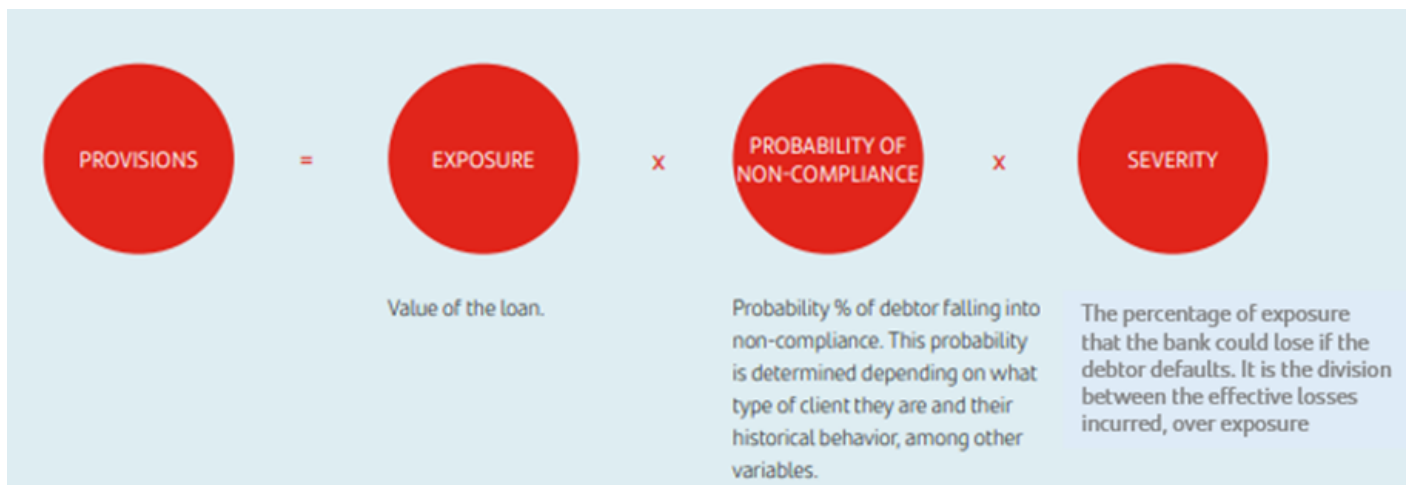 PROVISIONS
=
EXPOSURE
x
PROBABILITY OF
NON-COMPLIANCE
x
SEVERITY
Value of the loan.
Probability % of debtor falling into
non-compliance. This probability
is determined depending on what
type of client they are and their
historical behavior, among other
variables.
The percentage of exposure
that the bank could lose if the
debtor defaults. It is the division
between the effective losses
incurred, over exposure